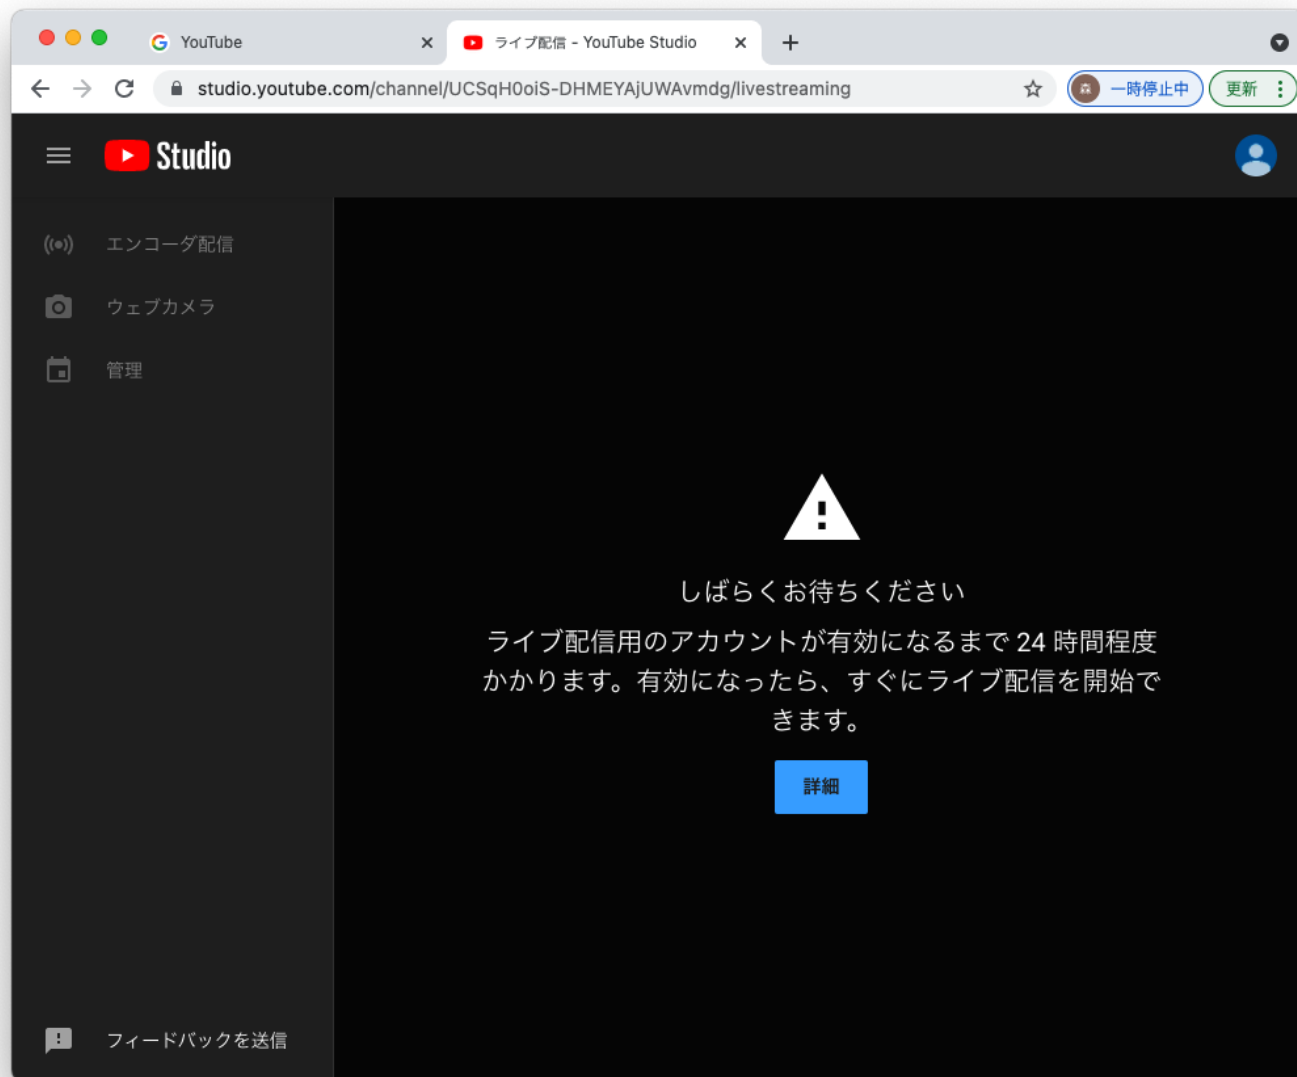 YouTube
ライブ配信 - YouTube Studio
studio.youtube.com/channel/UCSqH0oiS-DHMEYAjUWAvmdg/livestreaming
森 一時停止中
更新
Studio
エンコーダ配信
ウェブカメラ
管理
しばらくお待ちください
ライブ配信用のアカウントが有効になるまで 24 時間程度
かかります。有効になったら、すぐにライブ配信を開始で
きます。
詳細
フィードバックを送信